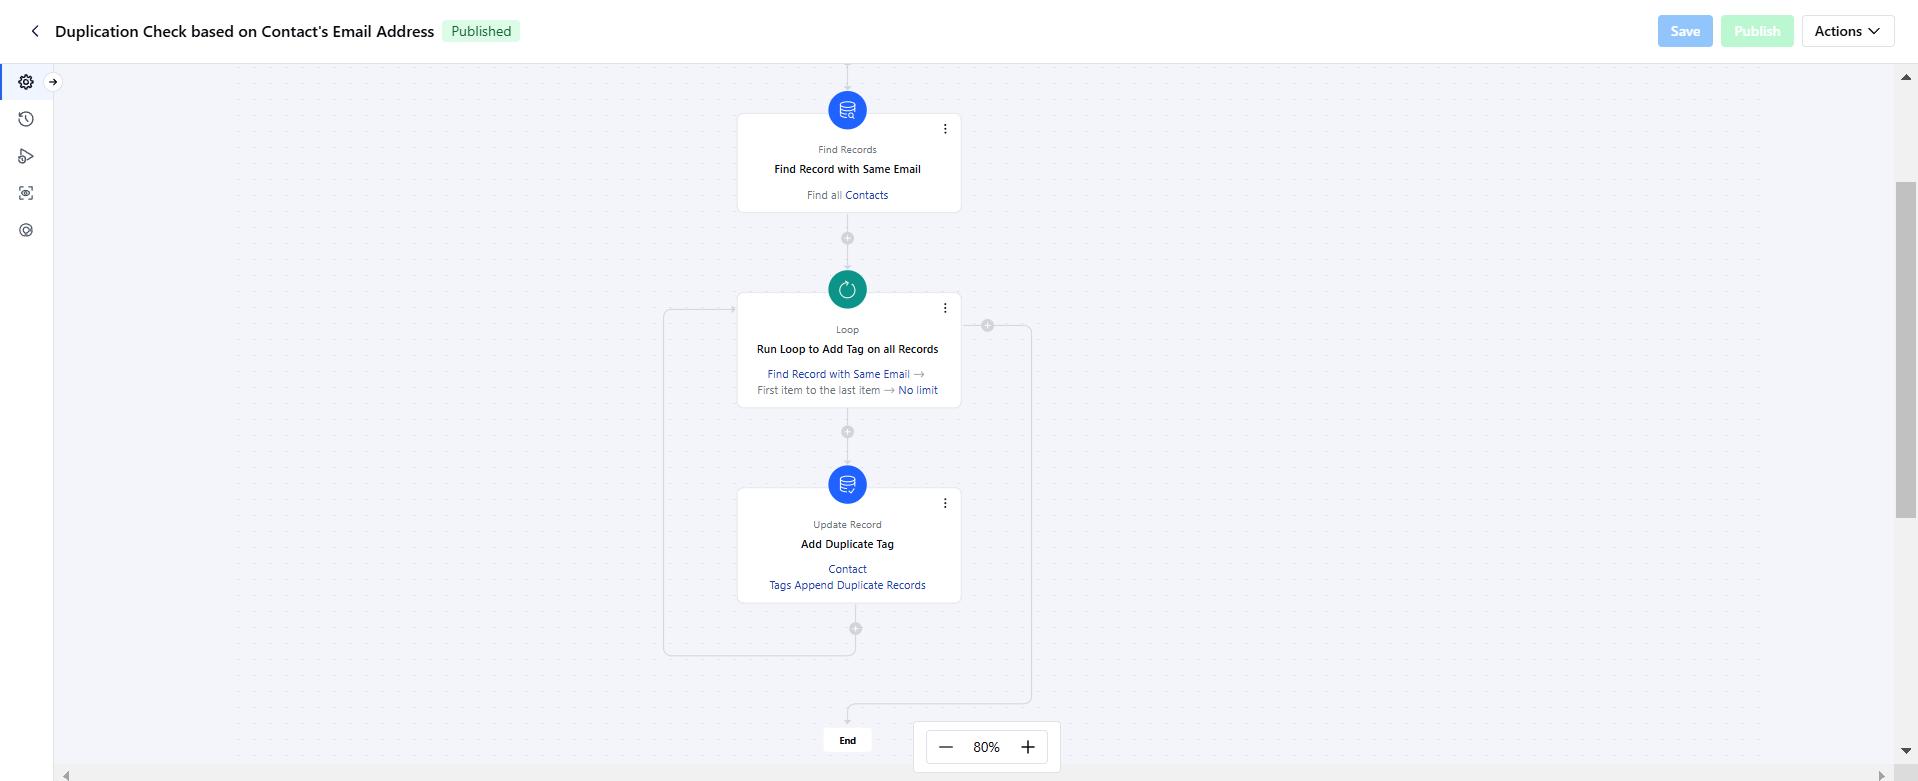 Duplication Check based on Contact's Email Address Published
Save Publish Actions
Find Records
Find Record with Same Email
Find all Contacts
Loop
Run Loop to Add Tag on all Records
Find Record with Same Email →
First item to the last item → No limit
Update Record
Add Duplicate Tag
Contact
Tags Append Duplicate Records
End
80%